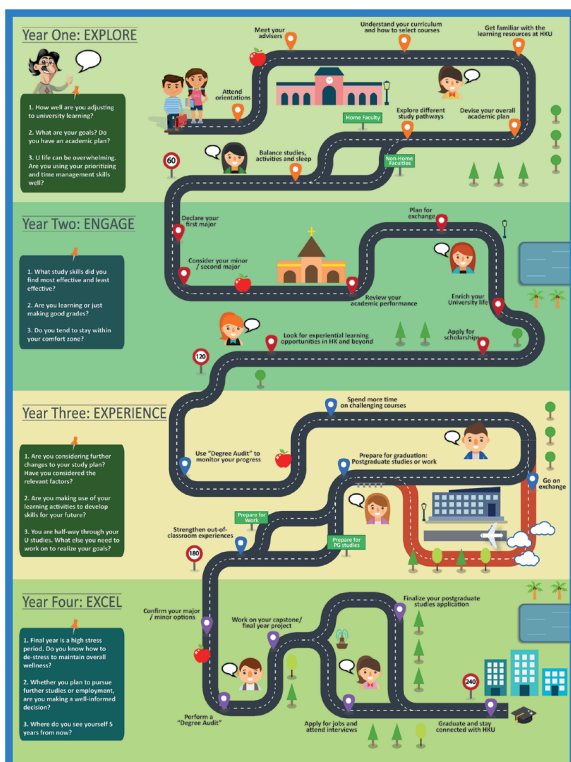 Year One: EXPLORE
1. How well are you adjusting
to university learning?
2. What are your goals? Do
you have an academic plan?
3. U life can be overwhelming.
Are you using your prioritizing
and time management skills
well?
Attend
orientations
Meet your
advisers
Understand your curriculum
and how to select courses
Get familiar with the
learning resources at HKU
Devise your overall
academic plan
Explore different
study pathways
Home Faculty
Non-Home
Faculties
Balance studies,
activities and sleep
60
Year Two: ENGAGE
1. What study skills did you
find most effective and least
effective?
2. Are you learning or just
making good grades?
3. Do you tend to stay within
your comfort zone?
Declare your
first major
Consider your minor
/ second major
Review your
academic performance
Plan for
exchange
Enrich your
University life
Apply for
scholarships
Look for experiential learning
opportunities in HK and beyond
120
Year Three: EXPERIENCE
1. Are you considering further
changes to your study plan?
Have you considered the
relevant factors?
2. Are you making use of your
learning activities to develop
skills for your future?
3. You are half-way through your
U studies. What else you need to
work on to realize your goals?
Use "Degree Audit" to
monitor your progress
Spend more time
on challenging courses
Go on
exchange
Prepare for graduation:
Postgraduate studies or work
Prepare for
Work
Prepare for
PG studies
Strengthen out-of-
classroom experiences
180
Year Four: EXCEL
1. Final year is a high stress
period. Do you know how to
de-stress to maintain overall
wellness?
2. Whether you plan to pursue
further studies or employment,
are you making a well-informed
decision?
3. Where do you see yourself 5
years from now?
Confirm your major
/ minor options
Perform a
"Degree Audit"
Work on your capstone/
final year project
Apply for jobs and
attend interviews
Finalize your postgraduate
studies application
240
Graduate and stay
connected with HKU